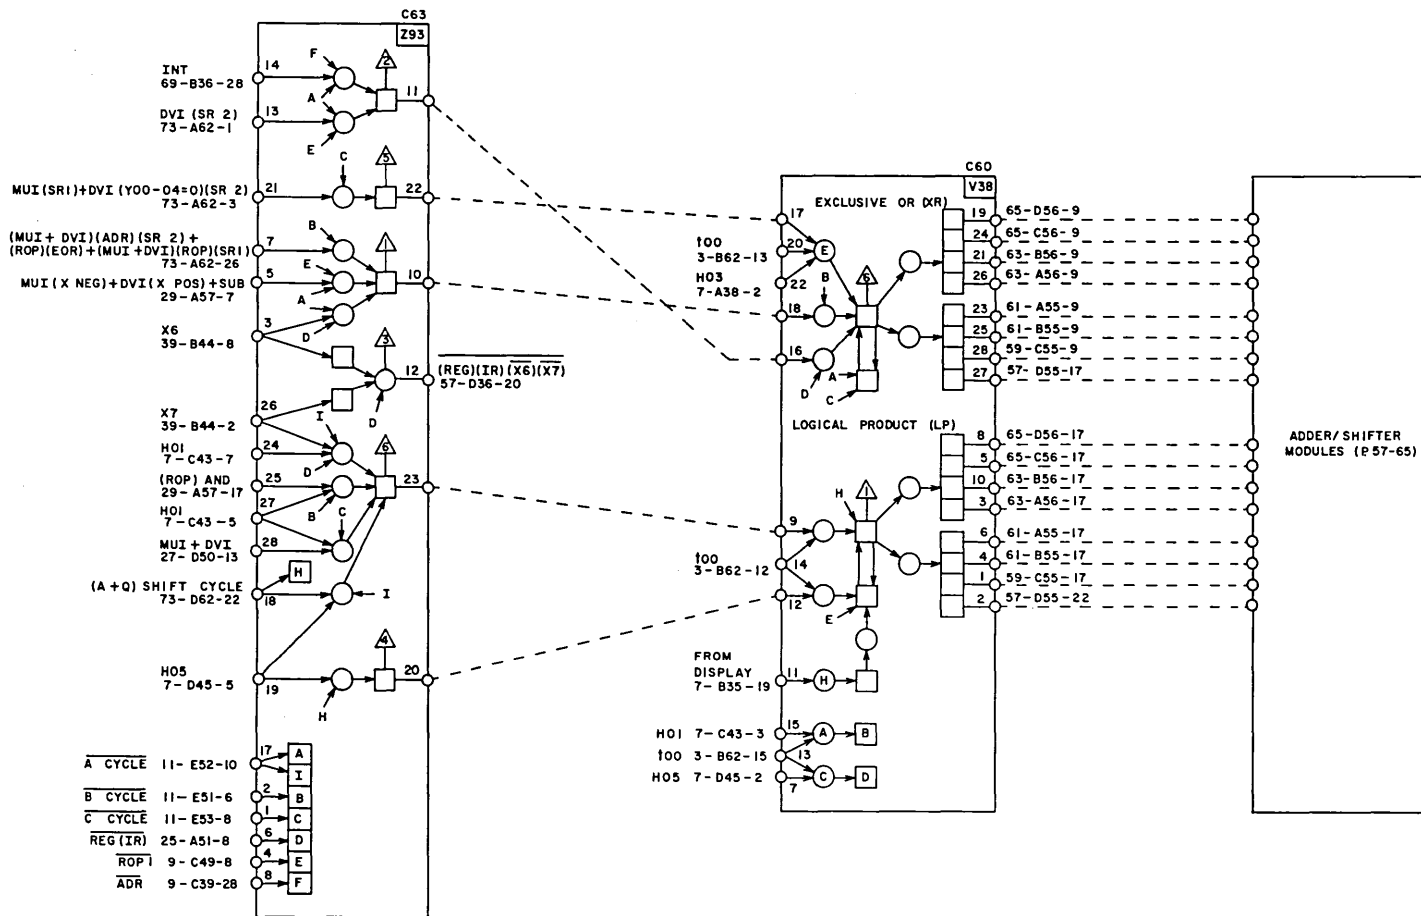 C63
Z93
INT
69-B36-28
14
F
2
A
11
DVI (SR 2)
73-A62-1
13
E
C
5
MUI(SR1)+DVI (Y00-04=0)(SR 2)
73-A62-3
21
22
(MUI+ DVI)(ADR)(SR 2)+
(ROP)(EOR)+(MUI+DVI)(ROP)(SR1)
73-A62-26
7
B
1
MUI(X NEG)+DVI(X POS)+SUB
29-A57-7
5
E
10
A
X6
39-B44-8
3
D
3
12
(REG)(IR)(X6)(X7)
57-D36-20
D
X7
39-B44-2
26
I
H01
7-C43-7
24
D
6
(ROP) AND
29-A57-17
25
23
H01
7-C43-5
27
B
C
MUI+DVI
27-D50-13
28
(A+Q) SHIFT CYCLE
73-D62-22
18
H
I
H05
7-D45-5
19
4
20
H
A CYCLE 11-E52-10
17
A
I
B CYCLE 11-E51-6
2
B
C CYCLE 11-E53-8
1
C
REG(IR) 25-A51-8
6
D
ROP1 9-C49-8
4
E
ADR 9-C39-28
8
F
C60
V38
EXCLUSIVE OR (XR)
17
t00
3-B62-13
20
E
H03
7-A38-2
22
B
6
18
16
D
A
C
19
65-D56-9
24
65-C56-9
21
63-B56-9
26
63-A56-9
23
61-A55-9
25
61-B55-9
28
59-C55-9
27
57-D55-17
LOGICAL PRODUCT (LP)
H
1
9
t00
3-B62-12
14
12
E
FROM
DISPLAY
7-B35-19
11
H
8
65-D56-17
5
65-C56-17
10
63-B56-17
3
63-A56-17
6
61-A55-17
4
61-B55-17
1
59-C55-17
2
57-D55-22
H01 7-C43-3
15
A
B
t00 3-B62-15
13
H05 7-D45-2
7
C
D
ADDER/SHIFTER
MODULES (P.57-65)